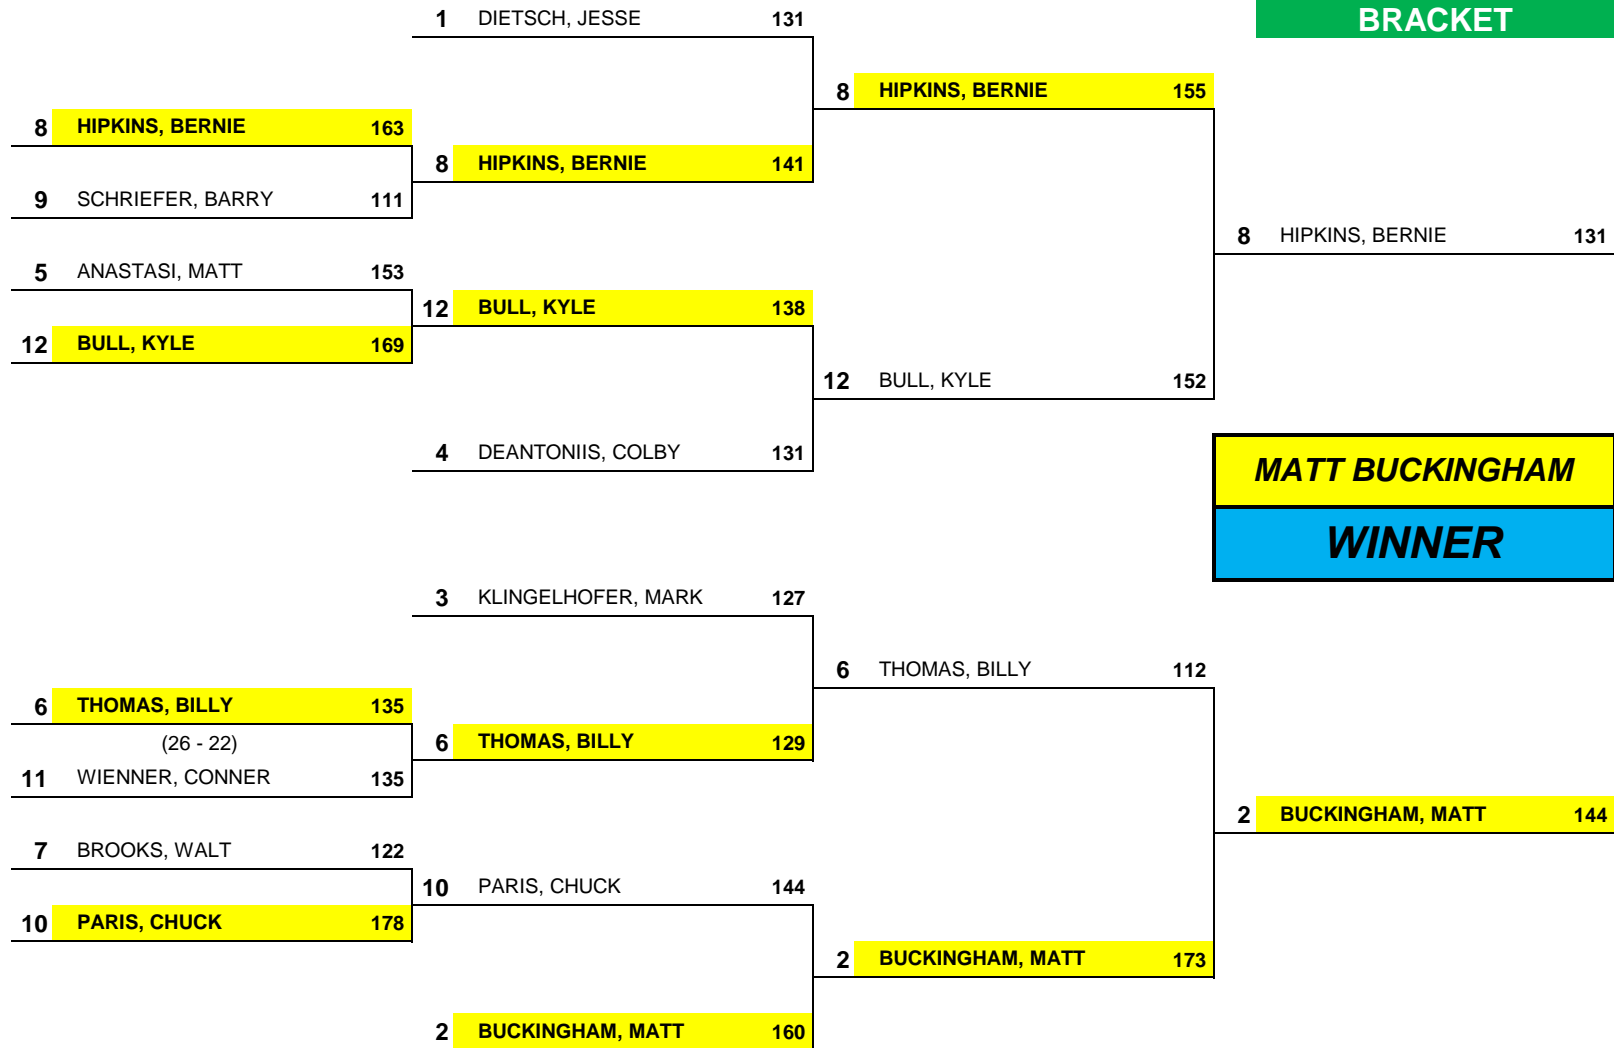 1 DIETSCH, JESSE 131
BRACKET
8 HIPKINS, BERNIE 155
8 HIPKINS, BERNIE 163
8 HIPKINS, BERNIE 141
9 SCHRIEFER, BARRY 111
8 HIPKINS, BERNIE 131
5 ANASTASI, MATT 153
12 BULL, KYLE 138
12 BULL, KYLE 169
12 BULL, KYLE 152
4 DEANTONIIS, COLBY 131
MATT BUCKINGHAM
WINNER
3 KLINGELHOFER, MARK 127
6 THOMAS, BILLY 112
6 THOMAS, BILLY 135
(26 - 22)
6 THOMAS, BILLY 129
11 WIENNER, CONNER 135
2 BUCKINGHAM, MATT 144
7 BROOKS, WALT 122
10 PARIS, CHUCK 144
10 PARIS, CHUCK 178
2 BUCKINGHAM, MATT 173
2 BUCKINGHAM, MATT 160